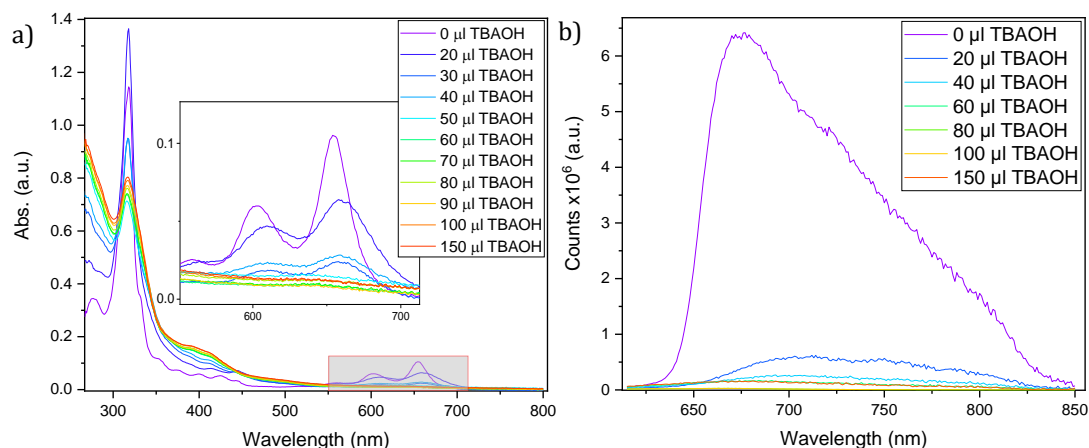 a)
Abs. (a.u.)
1.4
1.2
1.0
0.8
0.6
0.4
0.2
0.0
300
400
500
600
700
800
Wavelength (nm)
0 µl TBAOH
20 µl TBAOH
30 µl TBAOH
40 µl TBAOH
50 µl TBAOH
60 µl TBAOH
70 µl TBAOH
80 µl TBAOH
90 µl TBAOH
100 µl TBAOH
150 µl TBAOH
0.1
0.0
600
700
b)
Counts x10⁶ (a.u.)
7
6
5
4
3
2
1
0
650
700
750
800
850
Wavelength (nm)
0 µl TBAOH
20 µl TBAOH
40 µl TBAOH
60 µl TBAOH
80 µl TBAOH
100 µl TBAOH
150 µl TBAOH